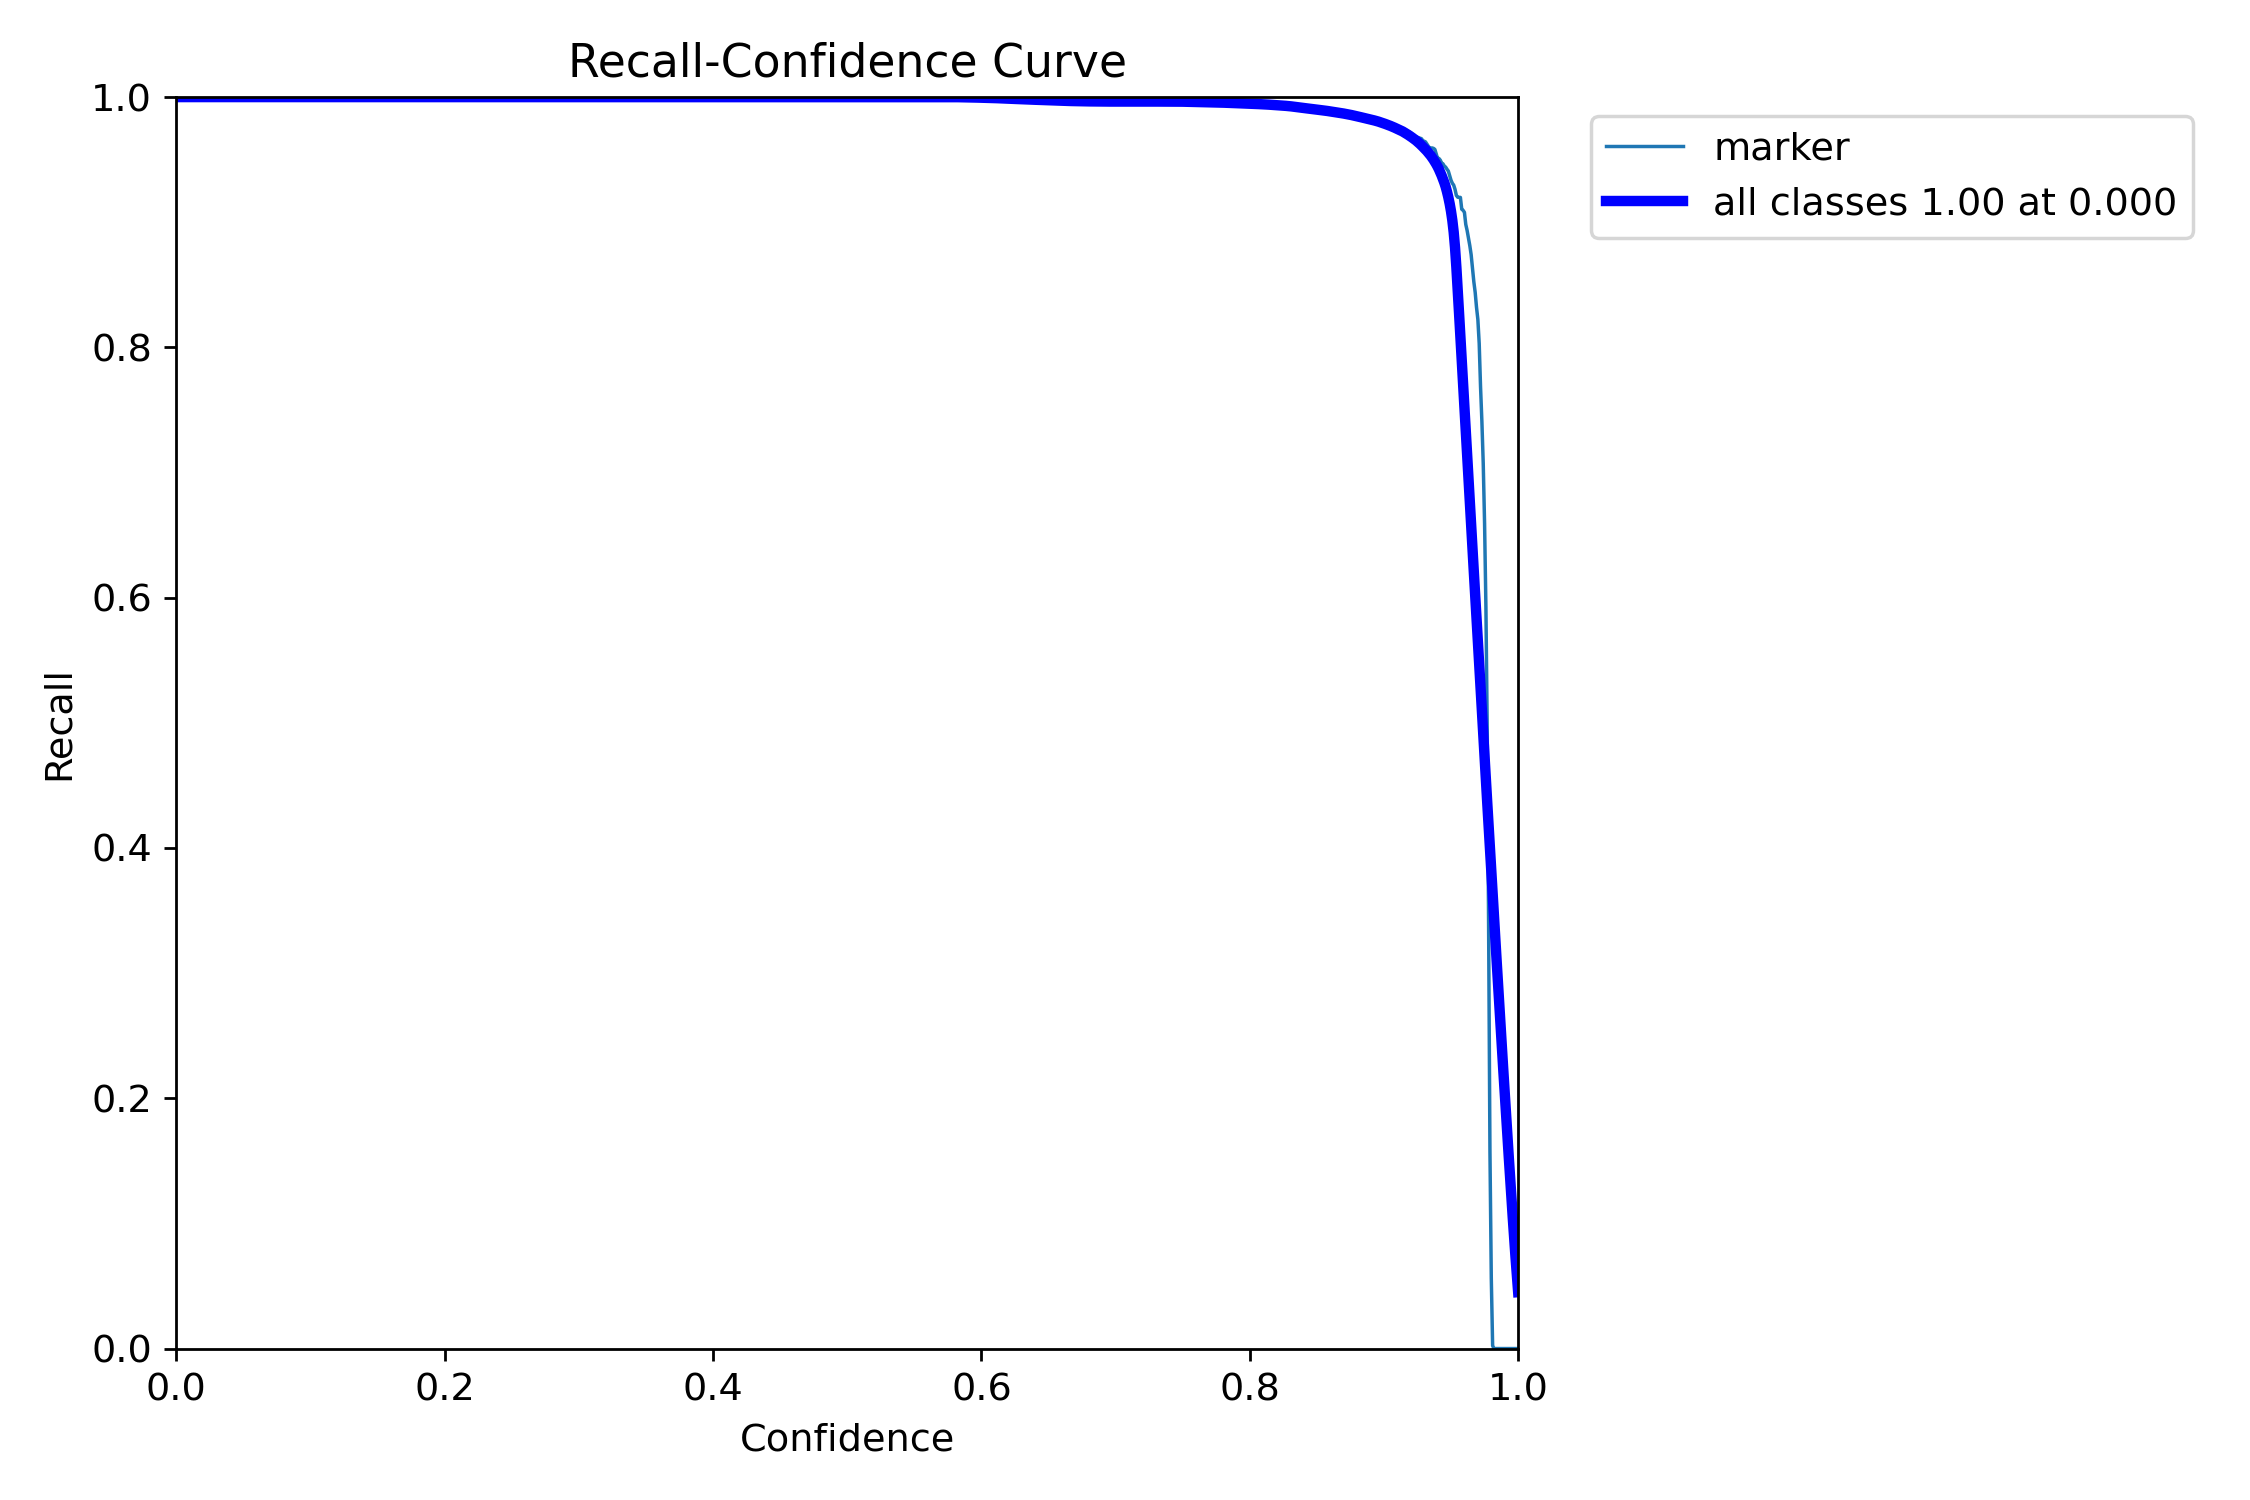 Recall-Confidence Curve
1.0
0.8
0.6
0.4
0.2
0.0
Recall
0.0 0.2 0.4 0.6 0.8 1.0
Confidence
marker
all classes 1.00 at 0.000